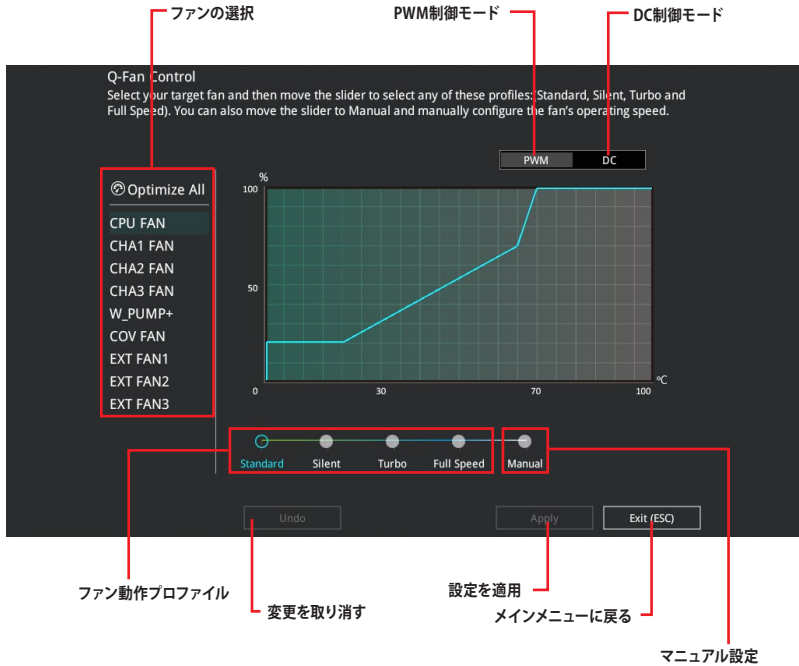 ファンの選択
PWM制御モード
DC制御モード
Q-Fan Control
Select your target fan and then move the slider to select any of these profiles:(Standard, Silent, Turbo and
Full Speed). You can also move the slider to Manual and manually configure the fan's operating speed.
PWM
DC
Optimize All
CPU FAN
CHA1 FAN
CHA2 FAN
CHA3 FAN
W_PUMP+
COV FAN
EXT FAN1
EXT FAN2
EXT FAN3
%
100
50
0
30
70
100
ºC
Standard
Silent
Turbo
Full Speed
Manual
Undo
Apply
Exit (ESC)
ファン動作プロファイル
変更を取り消す
設定を適用
メインメニューに戻る
マニュアル設定